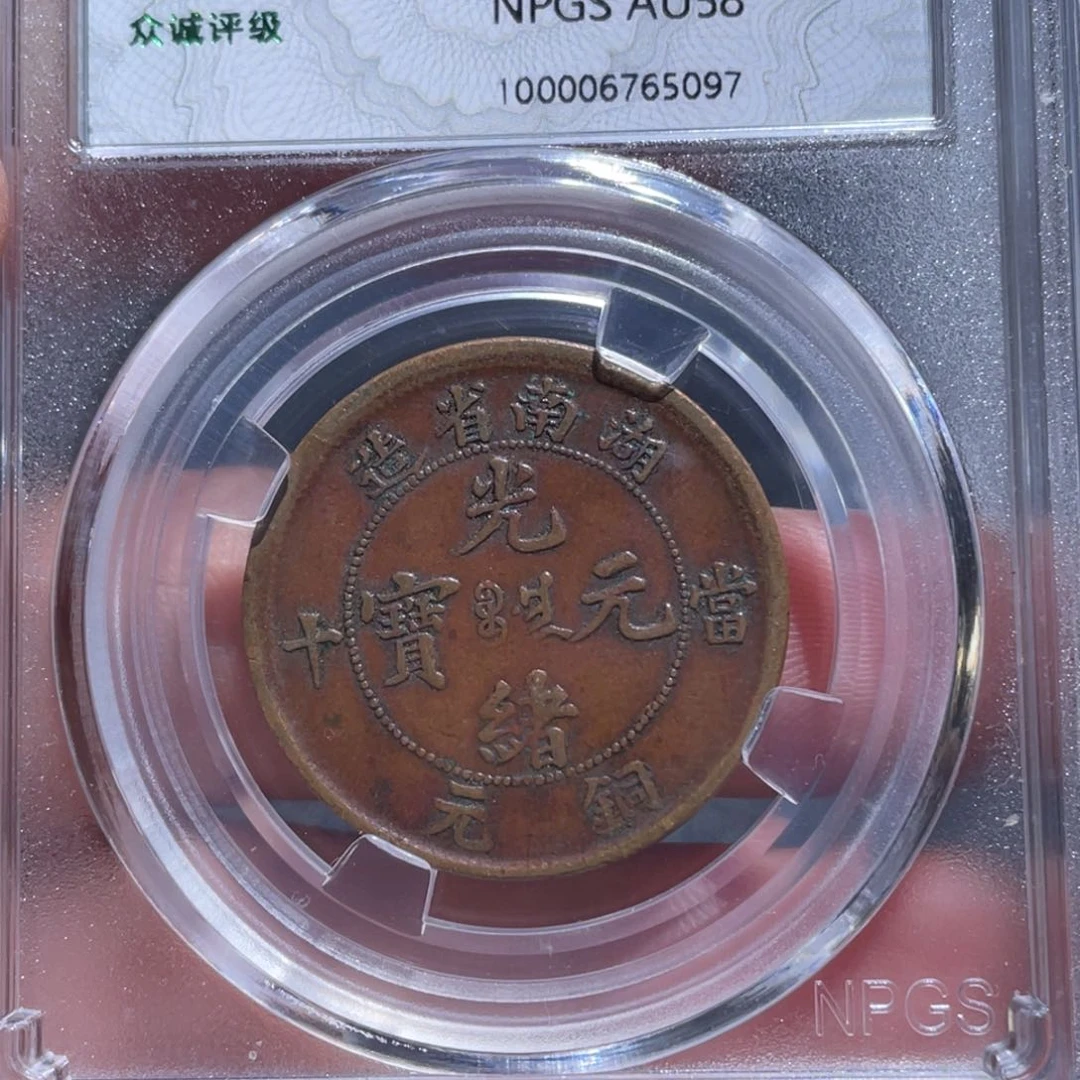 众诚评级
NPGS AU58
100006765097
造省南湖
光
十 寶 元 當
緒
元 銅
NPGS